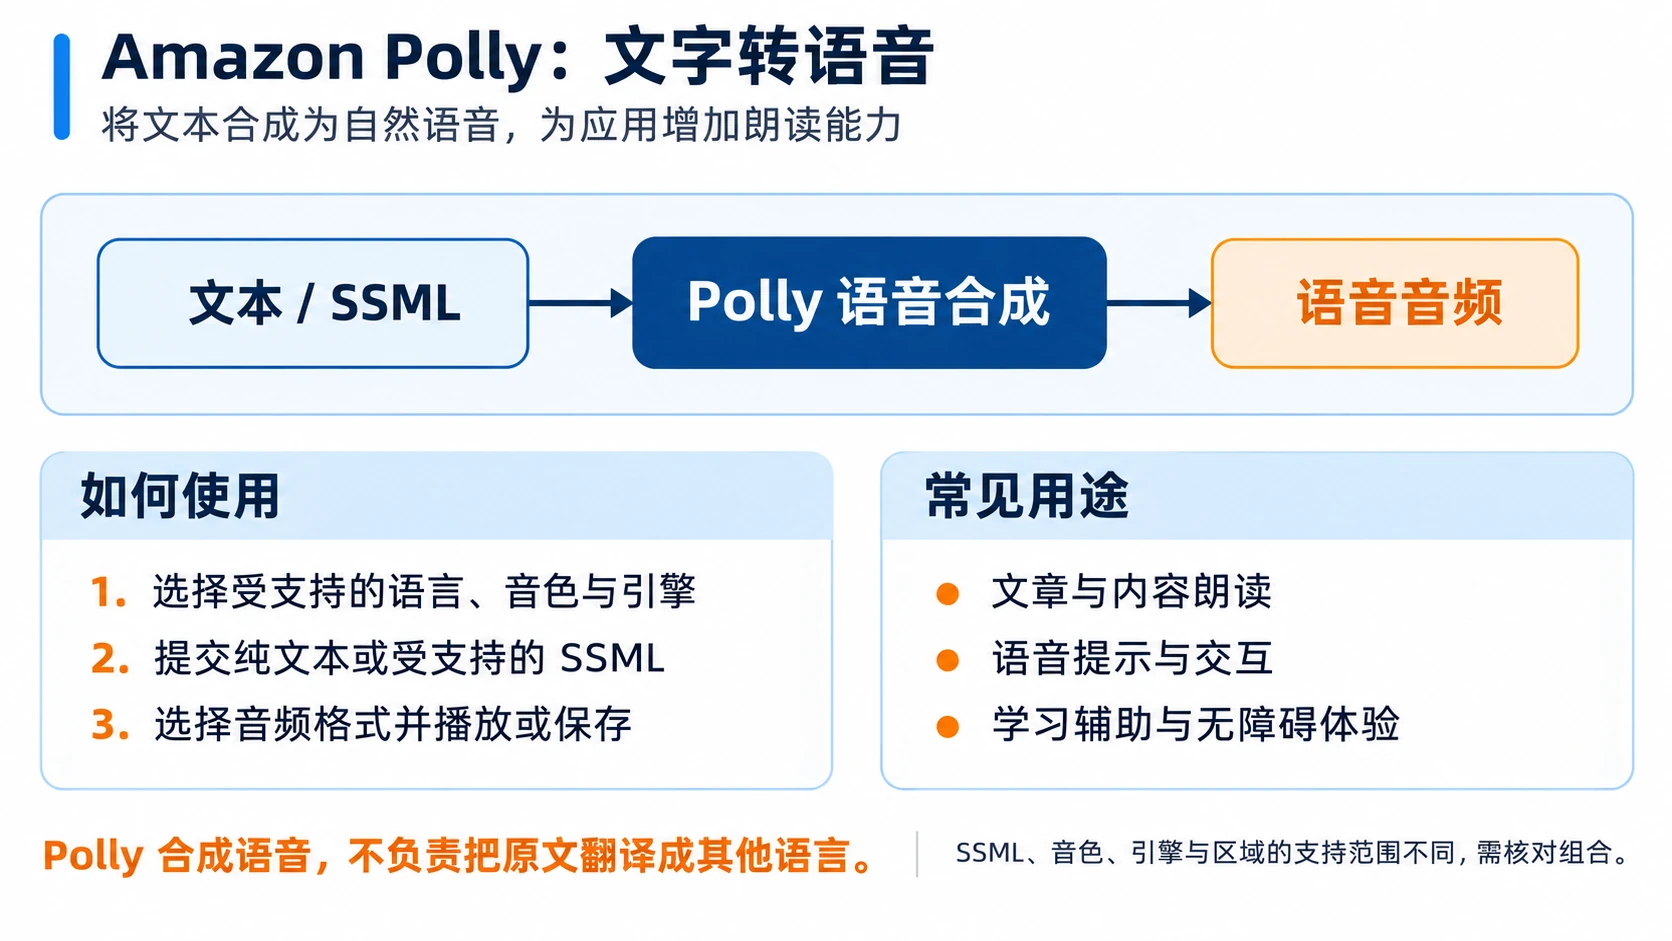 Amazon Polly：文字转语音
将文本合成为自然语音，为应用增加朗读能力
文本 / SSML
Polly 语音合成
语音音频
如何使用
1. 选择受支持的语言、音色与引擎
2. 提交纯文本或受支持的 SSML
3. 选择音频格式并播放或保存
常见用途
● 文章与内容朗读
● 语音提示与交互
● 学习辅助与无障碍体验
Polly 合成语音，不负责把原文翻译成其他语言。
SSML、音色、引擎与区域的支持范围不同，需核对组合。